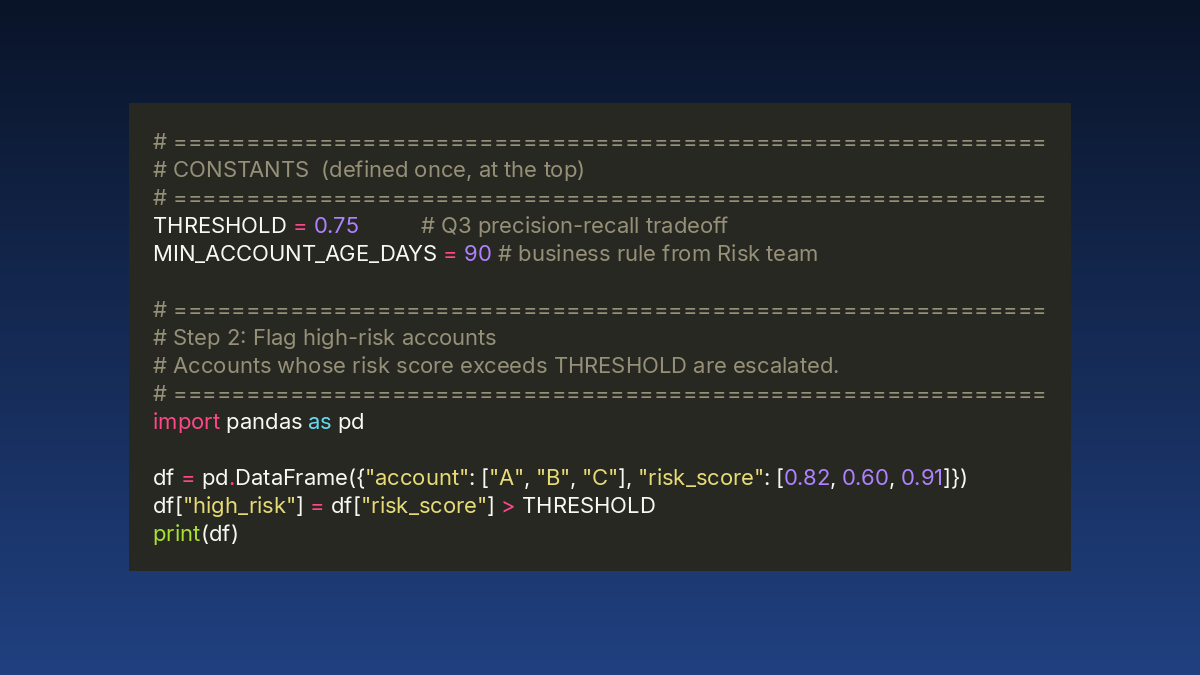 # ============================================================
# CONSTANTS  (defined once, at the top)
# ============================================================
THRESHOLD = 0.75          # Q3 precision-recall tradeoff
MIN_ACCOUNT_AGE_DAYS = 90 # business rule from Risk team
# ============================================================
# Step 2: Flag high-risk accounts
# Accounts whose risk score exceeds THRESHOLD are escalated.
# ============================================================
import pandas as pd
df = pd.DataFrame({"account": ["A", "B", "C"], "risk_score": [0.82, 0.60, 0.91]})
df["high_risk"] = df["risk_score"] > THRESHOLD
print(df)